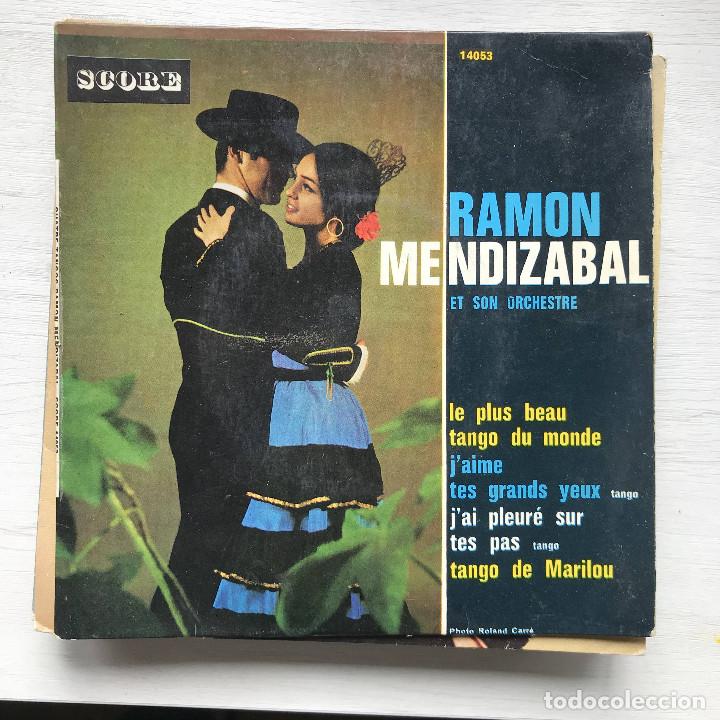 SCORE
14053
RAMON
MENDIZABAL
ET SON ORCHESTRE
le plus beau
tango du monde
j'aime
tes grands yeux tango
j'ai pleuré sur
tes pas tango
tango de Marilou
Photo Roland Carré
todocoleccion